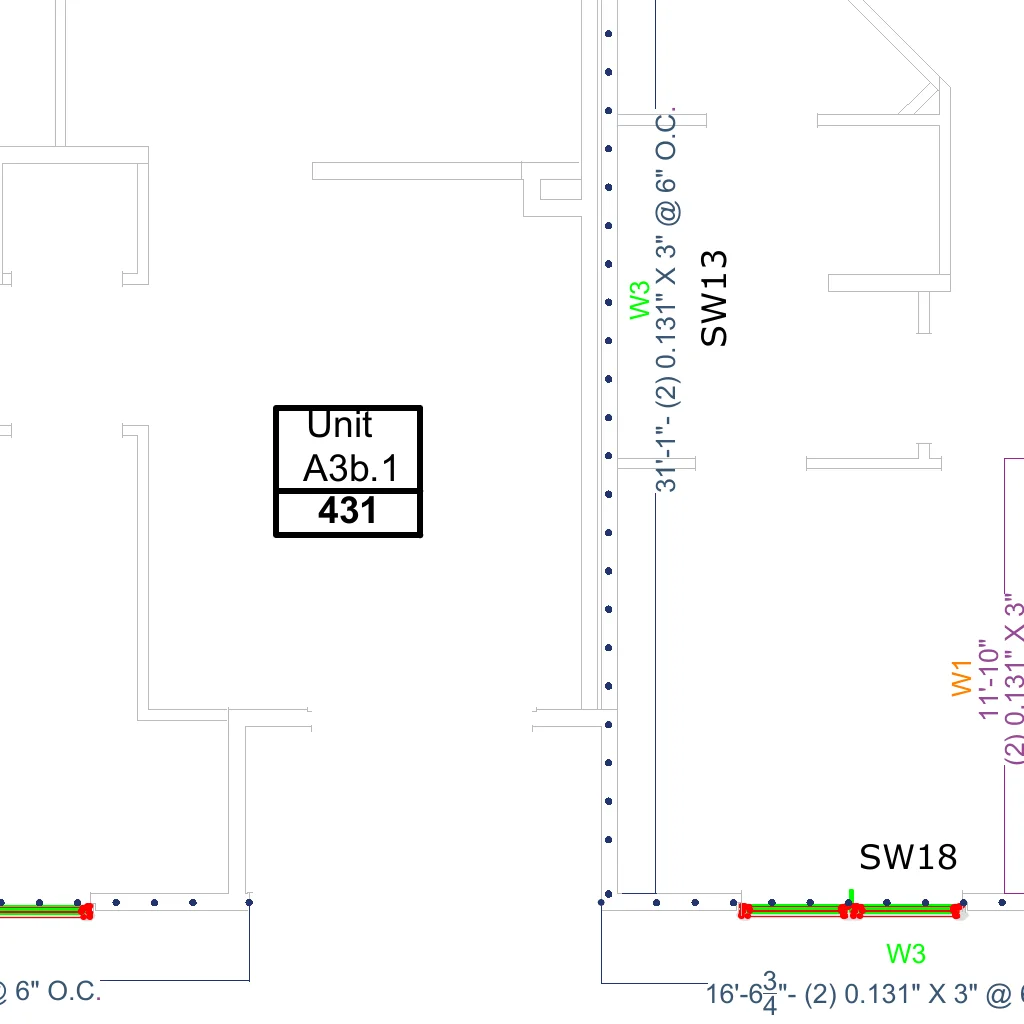 31'-1"- (2) 0.131" X 3" @ 6" O.C.
W3
SW13
Unit
A3b.1
431
W1
11'-10"
(2) 0.131" X 3"
SW18
W3
@ 6" O.C.
16'-6 3/4"- (2) 0.131" X 3" @ 6